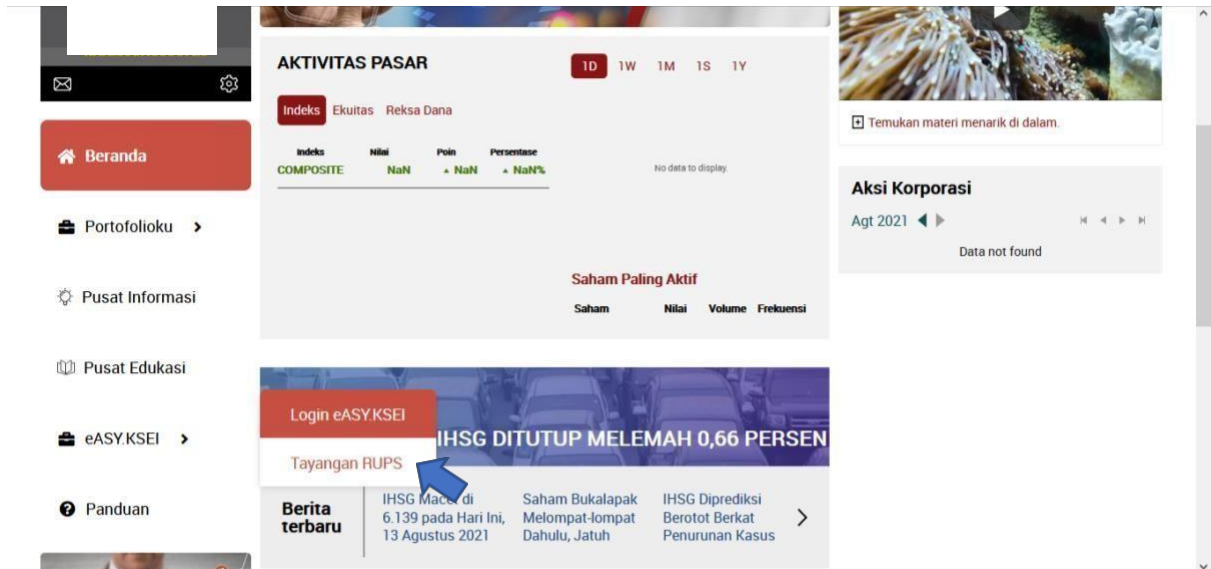 Beranda
Portofolioku
Pusat Informasi
Pusat Edukasi
eASY.KSEI
Panduan
AKTIVITAS PASAR
1D 1W 1M 1S 1Y
Indeks Ekuitas Reksa Dana
Indeks Nilai Poin Persentase
COMPOSITE NaN NaN NaN%
No data to display
Saham Paling Aktif
Saham Nilai Volume Frekuensi
Login eASY.KSEI
Tayangan RUPS
IHSG DITUTUP MELEMAH 0,66 PERSEN
Berita
terbaru
IHSG Macet di
6.139 pada Hari Ini,
13 Agustus 2021
Saham Bukalapak
Melompat-lompat
Dahulu, Jatuh
IHSG Diprediksi
Berotot Berkat
Penurunan Kasus
Temukan materi menarik di dalam.
Aksi Korporasi
Agt 2021
Data not found